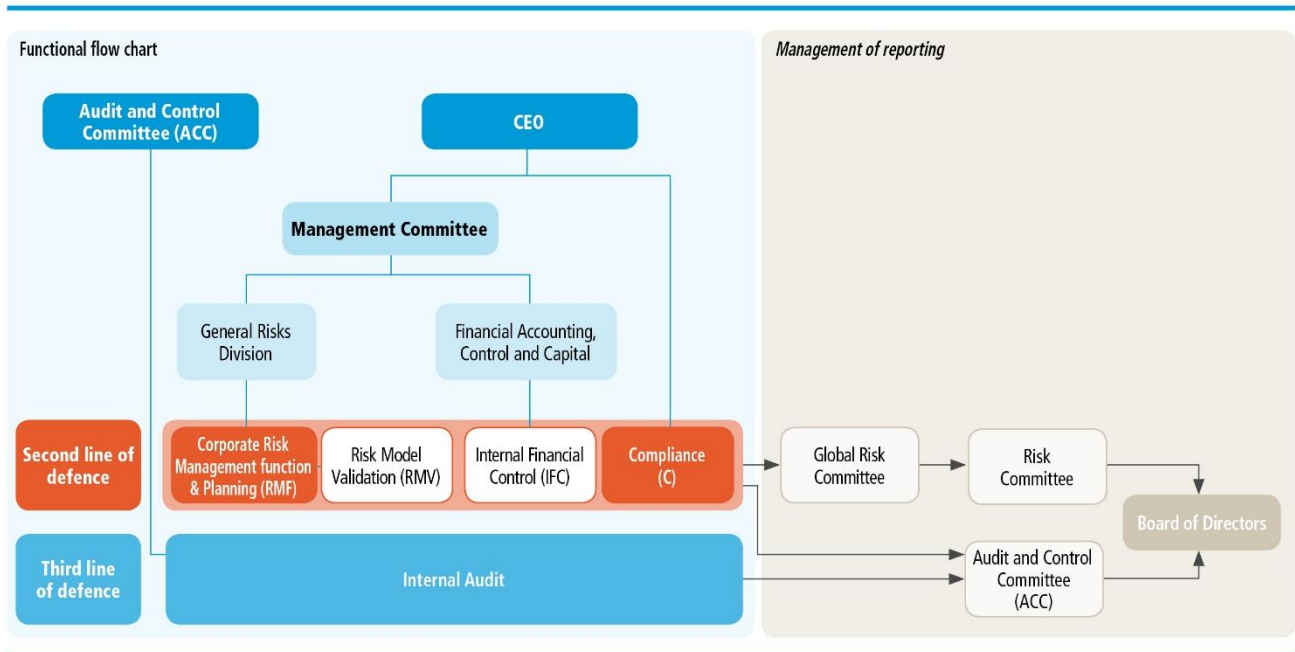 Functional flow chart
Management of reporting
Audit and Control
Committee (ACC)
CEO
Management Committee
General Risks
Division
Financial Accounting,
Control and Capital
Second line of
defence
Corporate Risk
Management function
& Planning (RMF)
Risk Model
Validation (RMV)
Internal Financial
Control (IFC)
Compliance
(C)
Global Risk
Committee
Risk
Committee
Board of Directors
Third line
of defence
Internal Audit
Audit and Control
Committee
(ACC)